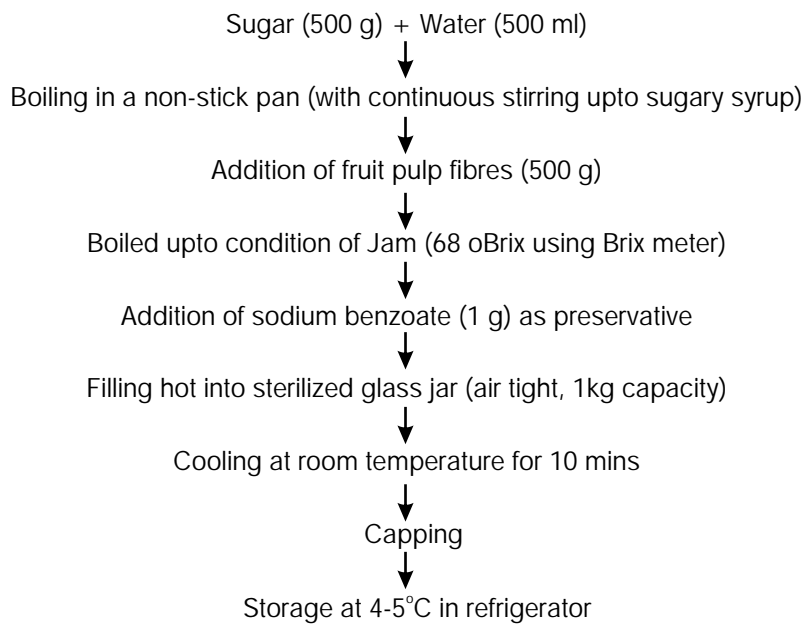 Sugar (500 g) + Water (500 ml)
Boiling in a non-stick pan (with continuous stirring upto sugary syrup)
Addition of fruit pulp fibres (500 g)
Boiled upto condition of Jam (68 oBrix using Brix meter)
Addition of sodium benzoate (1 g) as preservative
Filling hot into sterilized glass jar (air tight, 1kg capacity)
Cooling at room temperature for 10 mins
Capping
Storage at 4-5°C in refrigerator